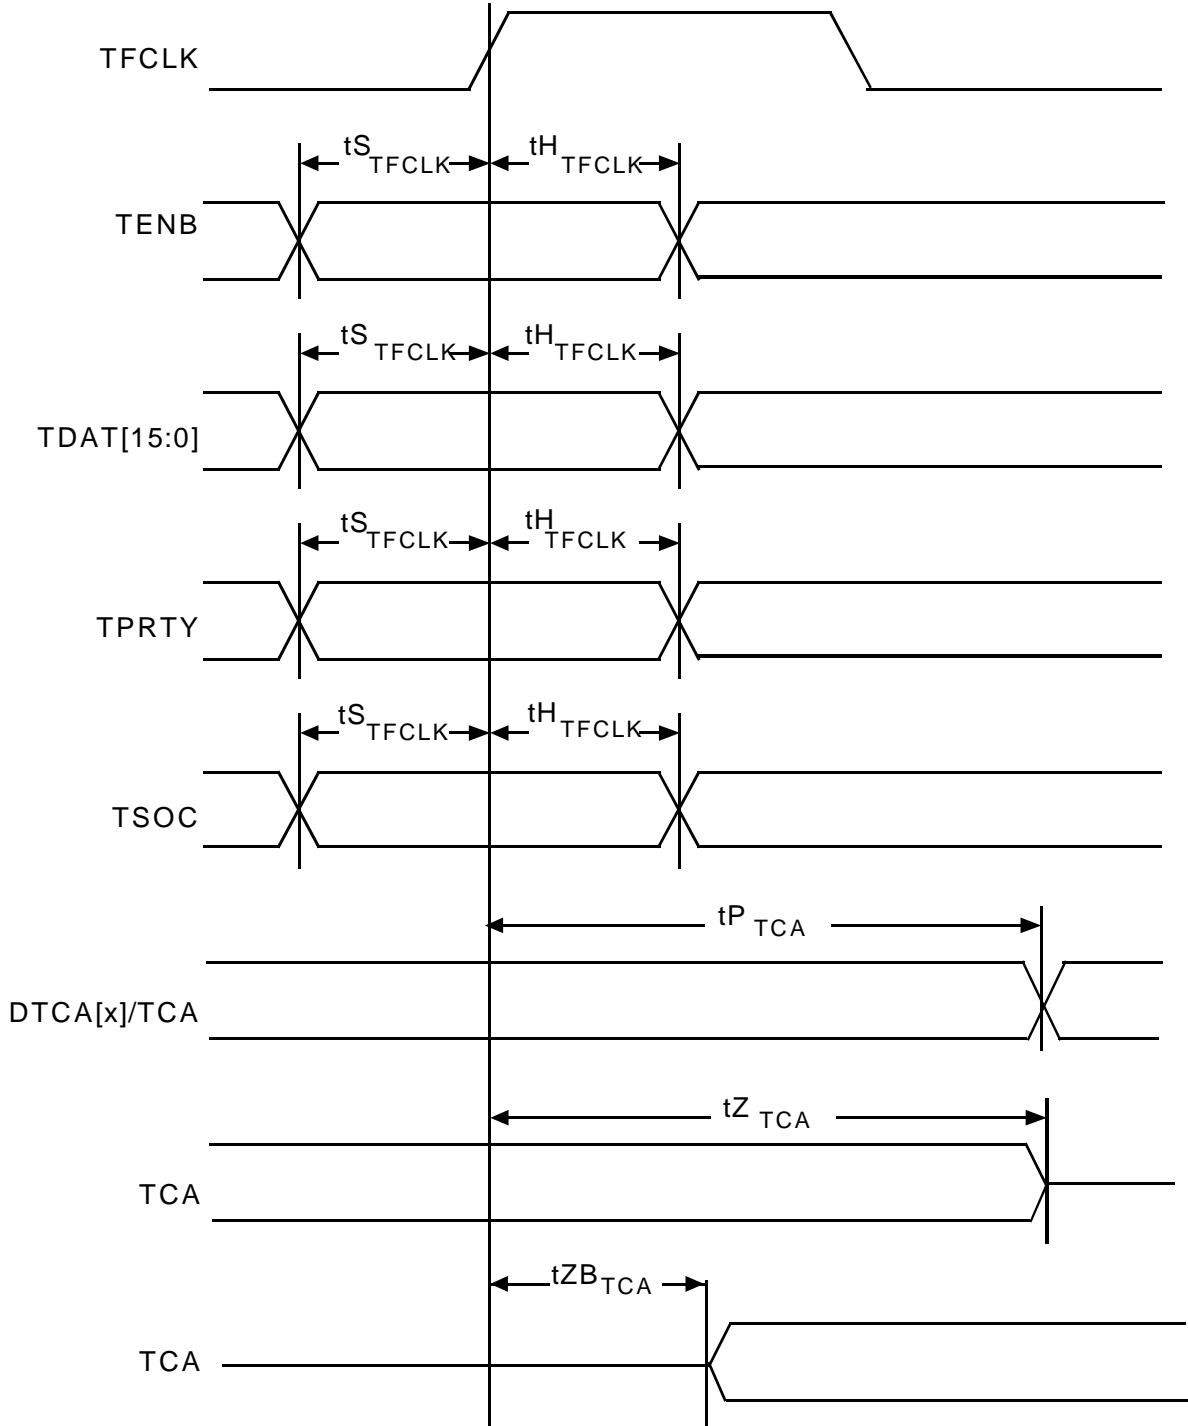 TFCLK
tS TFCLK tH TFCLK
TENB
tS TFCLK tH TFCLK
TDAT[15:0]
tS TFCLK tH TFCLK
TPRTY
tS TFCLK tH TFCLK
TSOC
tP TCA
DTCA[x]/TCA
tZ TCA
TCA
tZB TCA
TCA